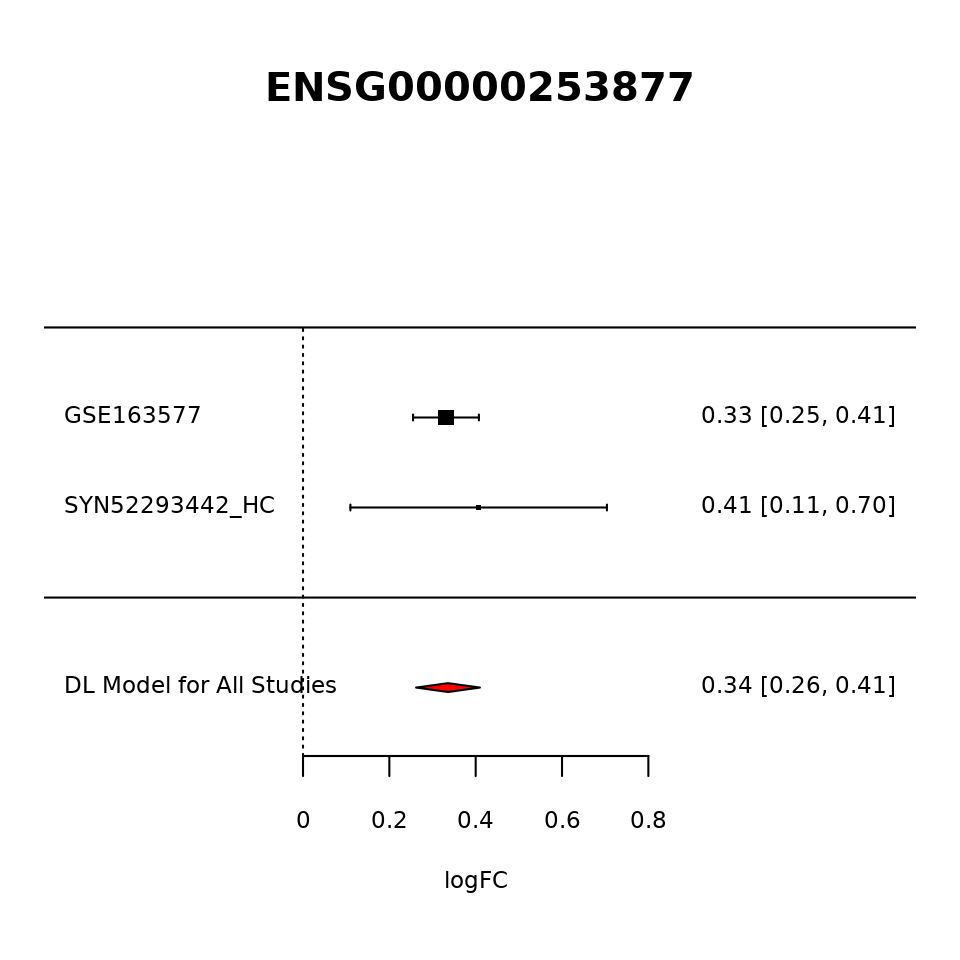 ENSG00000253877
GSE163577 0.33 [0.25, 0.41]
SYN52293442_HC 0.41 [0.11, 0.70]
DL Model for All Studies 0.34 [0.26, 0.41]
0 0.2 0.4 0.6 0.8
logFC